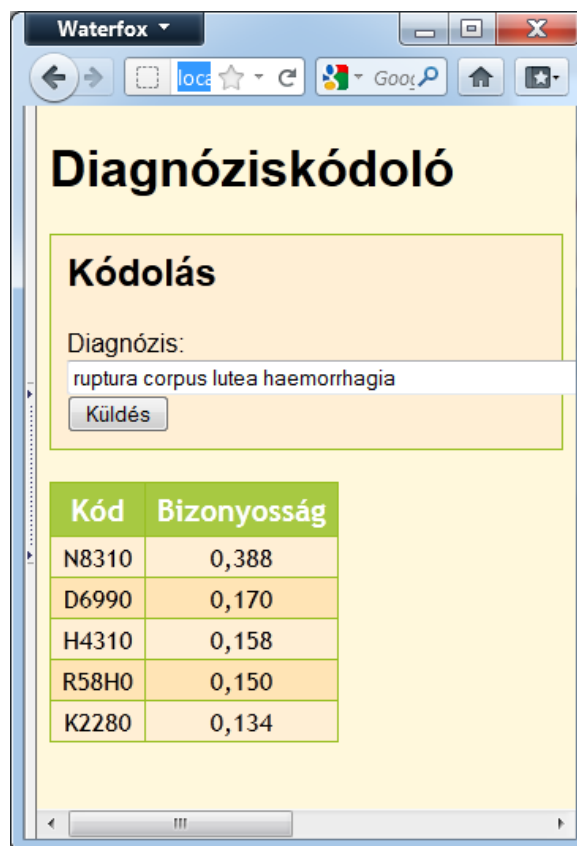 Waterfox
loca
Goog
Diagnóziskódoló
Kódolás
Diagnózis:
ruptura corpus lutea haemorrhagia
Küldés
Kód Bizonyosság
N8310 0,388
D6990 0,170
H4310 0,158
R58H0 0,150
K2280 0,134